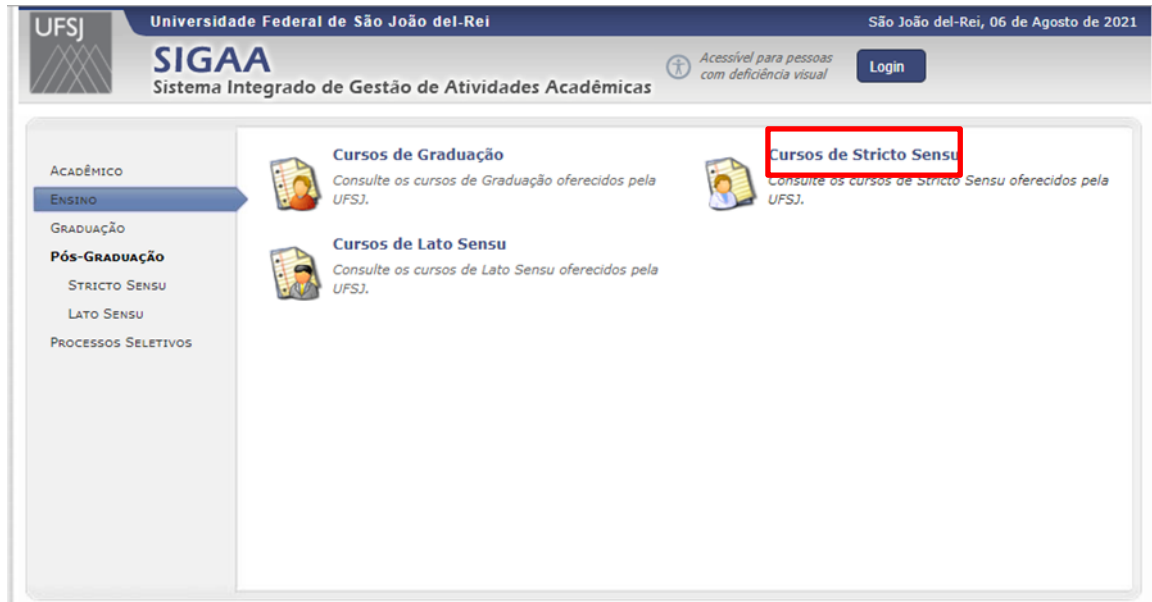 UFSJ
Universidade Federal de São João del-Rei
São João del-Rei, 06 de Agosto de 2021
SIGAA
Sistema Integrado de Gestão de Atividades Acadêmicas
Acessível para pessoas
com deficiência visual
Login
Acadêmico
Ensino
Graduação
Pós-Graduação
Stricto Sensu
Lato Sensu
Processos Seletivos
Cursos de Graduação
Consulte os cursos de Graduação oferecidos pela
UFSJ.
Cursos de Stricto Sensu
Consulte os cursos de Stricto Sensu oferecidos pela
UFSJ.
Cursos de Lato Sensu
Consulte os cursos de Lato Sensu oferecidos pela
UFSJ.